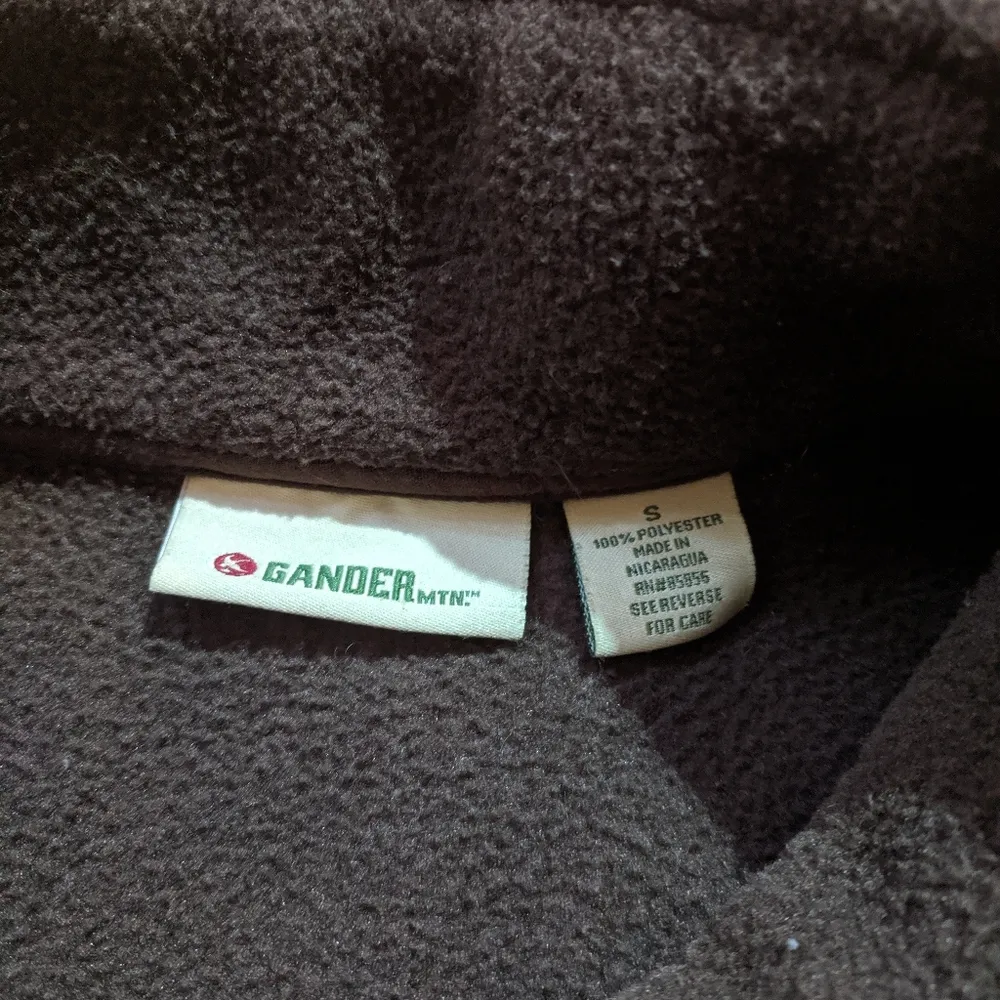 GANDER MTN.™
S
100% POLYESTER
MADE IN
NICARAGUA
RN#85956
SEE REVERSE
FOR CARE